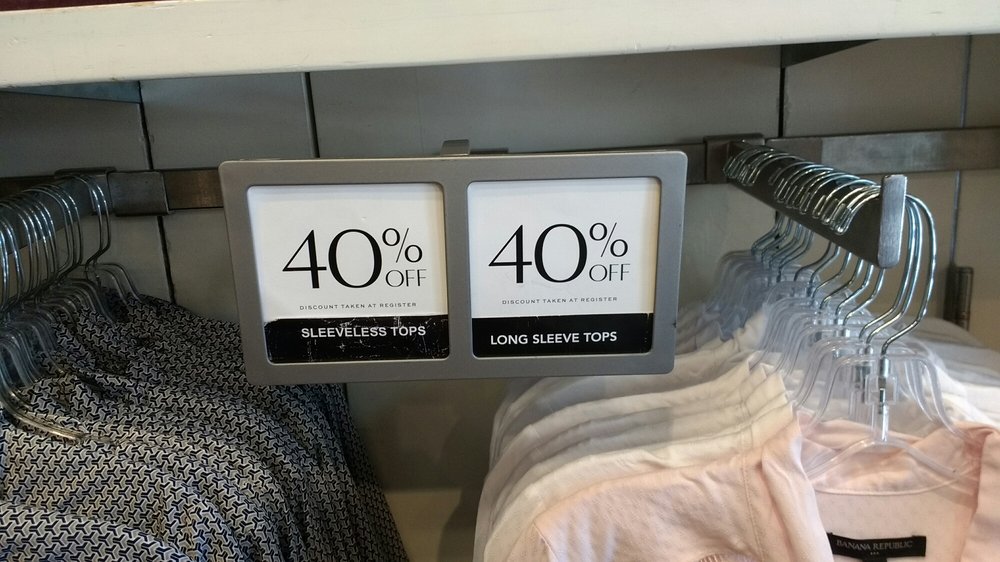 40%
OFF
DISCOUNT TAKEN AT REGISTER
SLEEVELESS TOPS
40%
OFF
DISCOUNT TAKEN AT REGISTER
LONG SLEEVE TOPS
BANANA REPUBLIC